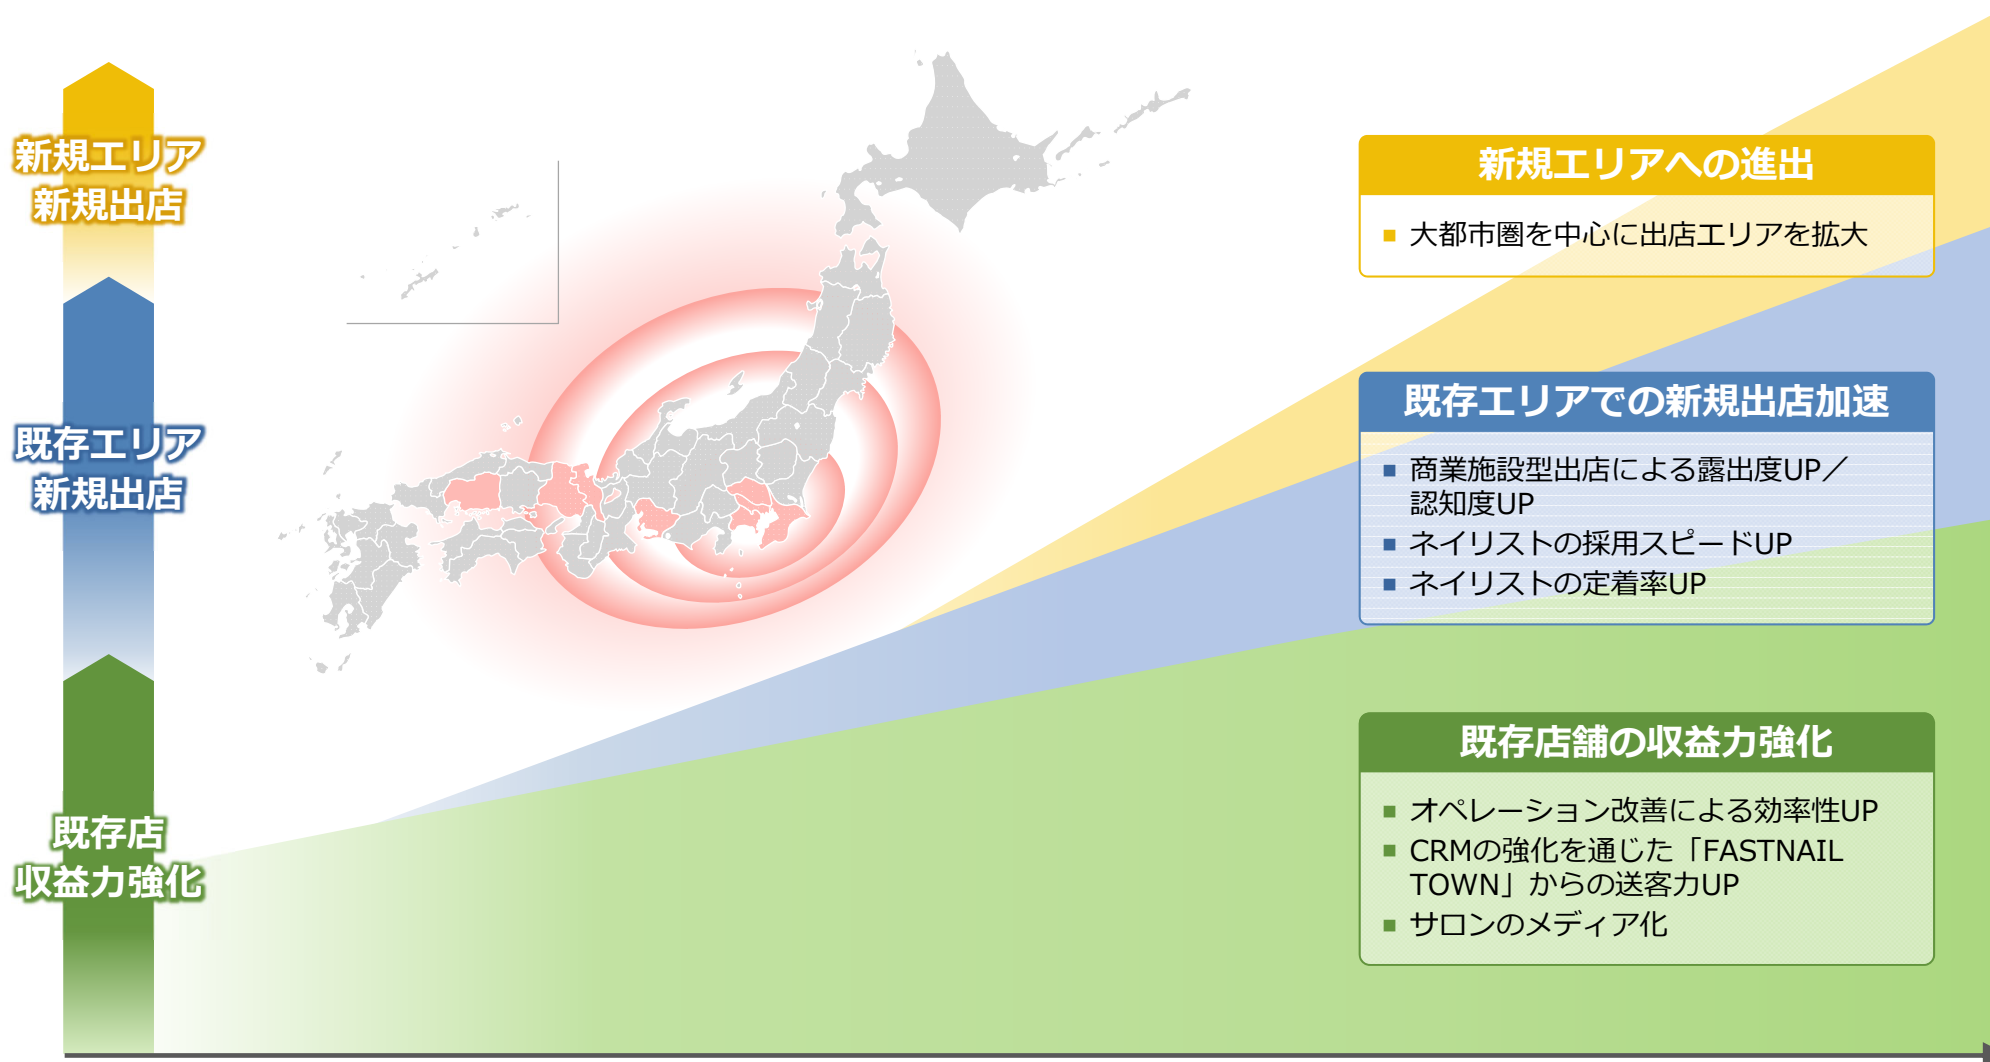 新規エリア
新規出店
既存エリア
新規出店
既存店
収益力強化
新規エリアへの進出
■ 大都市圏を中心に出店エリアを拡大
既存エリアでの新規出店加速
■ 商業施設型出店による露出度UP／
認知度UP
■ ネイリストの採用スピードUP
■ ネイリストの定着率UP
既存店舗の収益力強化
■ オペレーション改善による効率性UP
■ CRMの強化を通じた「FASTNAIL
TOWN」からの送客力UP
■ サロンのメディア化